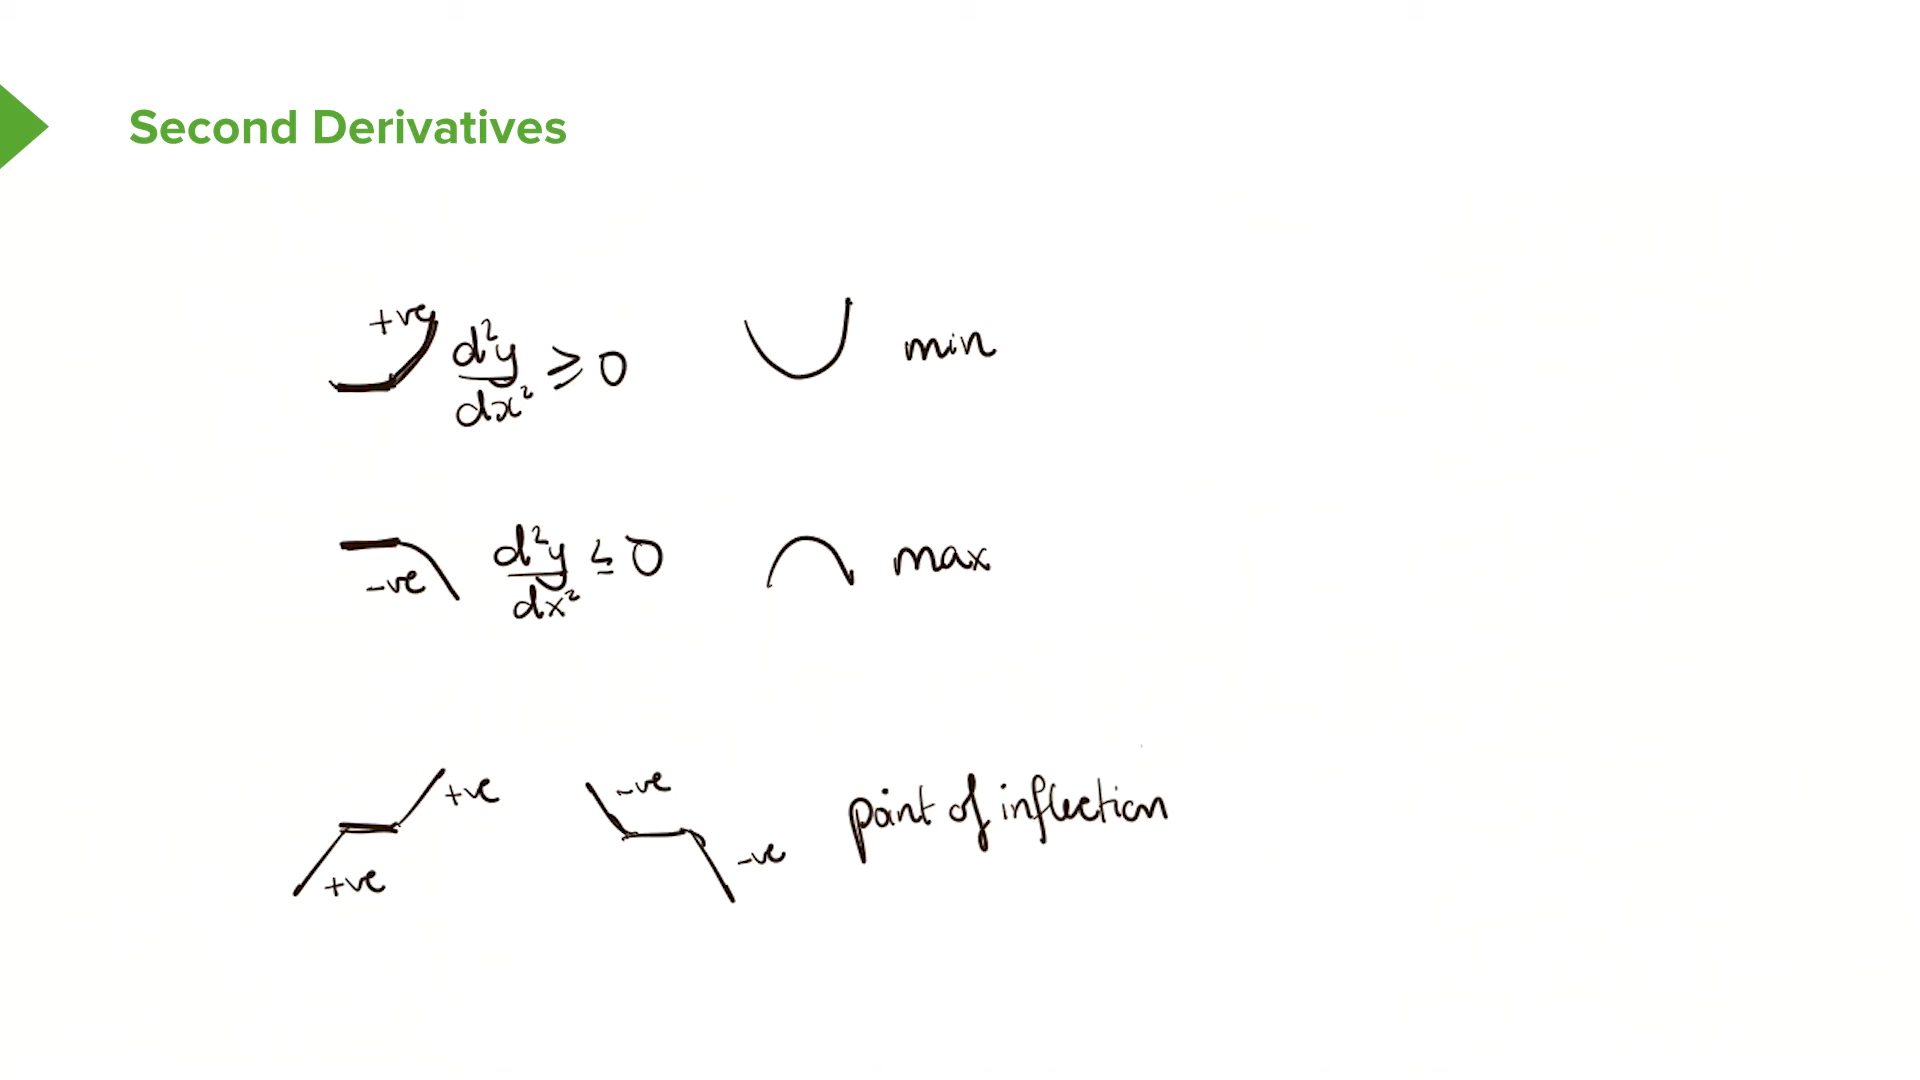 Second Derivatives
+ve d²y/dx² ⩾ 0 min
-ve d²y/dx² ≤ 0 max
+ve -ve point of inflection
+ve -ve